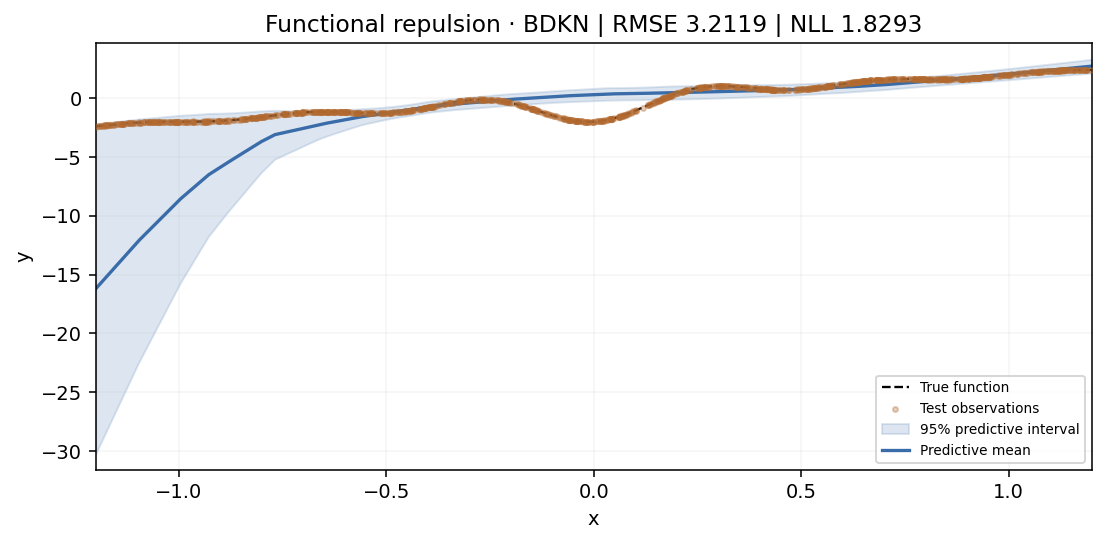 Functional repulsion · BDKN | RMSE 3.2119 | NLL 1.8293
y
0
−5
−10
−15
−20
−25
−30
True function
Test observations
95% predictive interval
Predictive mean
−1.0
−0.5
0.0
0.5
1.0
x